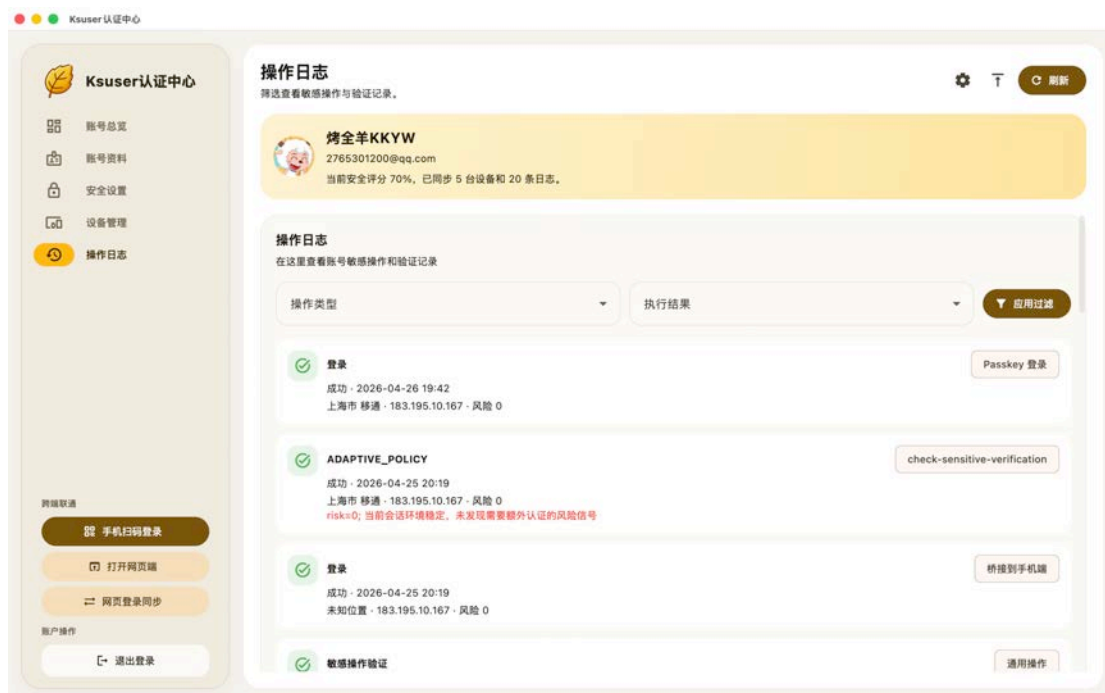 Ksuser 认证中心
Ksuser认证中心
账号总览
账号资料
安全设置
设备管理
操作日志
跨端联通
手机扫码登录
打开网页端
网页登录同步
账户操作
退出登录
操作日志
筛选查看敏感操作与验证记录。
刷新
烤全羊KKYW
2765301200@qq.com
当前安全评分 70%，已同步 5 台设备和 20 条日志。
操作日志
在这里查看账号敏感操作和验证记录
操作类型
执行结果
应用过滤
登录
Passkey 登录
成功 · 2026-04-26 19:42
上海市 移通 · 183.195.10.167 · 风险 0
ADAPTIVE_POLICY
check-sensitive-verification
成功 · 2026-04-25 20:19
上海市 移通 · 183.195.10.167 · 风险 0
risk=0; 当前会话环境稳定，未发现需要额外认证的风险信号
登录
桥接到手机端
成功 · 2026-04-25 20:19
未知位置 · 183.195.10.167 · 风险 0
敏感操作验证
通用操作